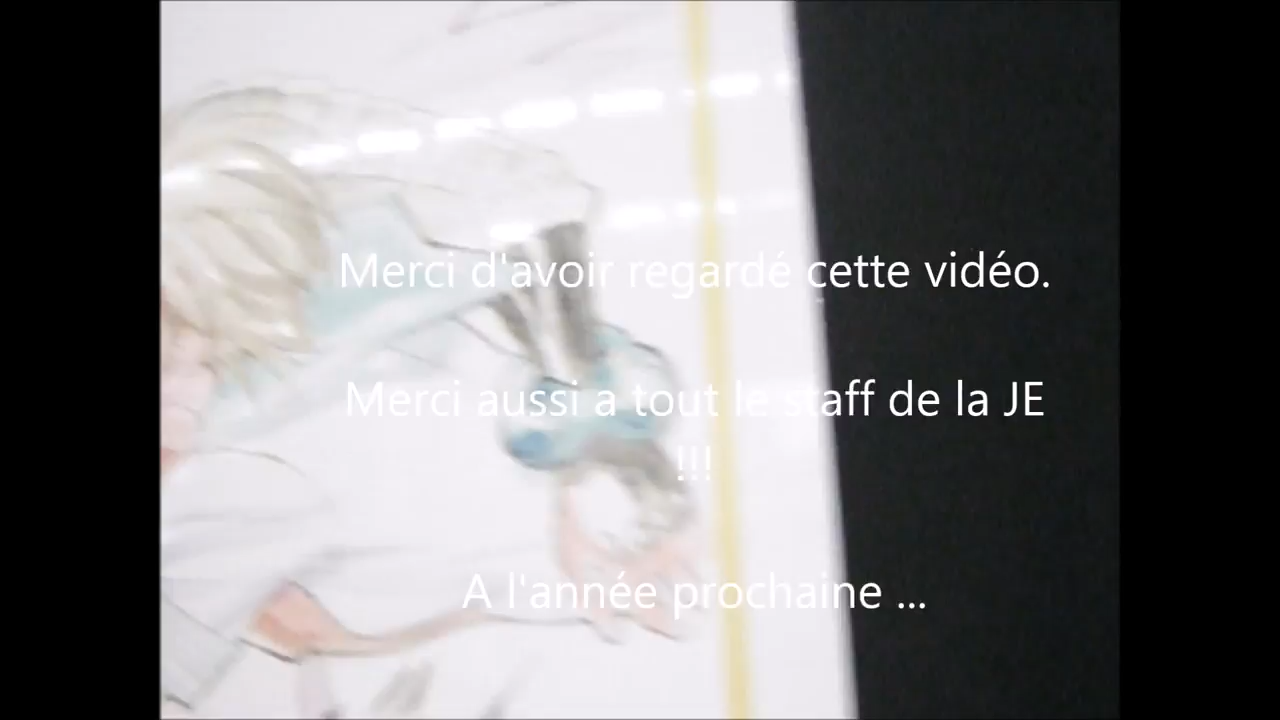 Merci d'avoir regardé cette vidéo.
Merci aussi a tout le staff de la JE
!!!
A l'année prochaine ...